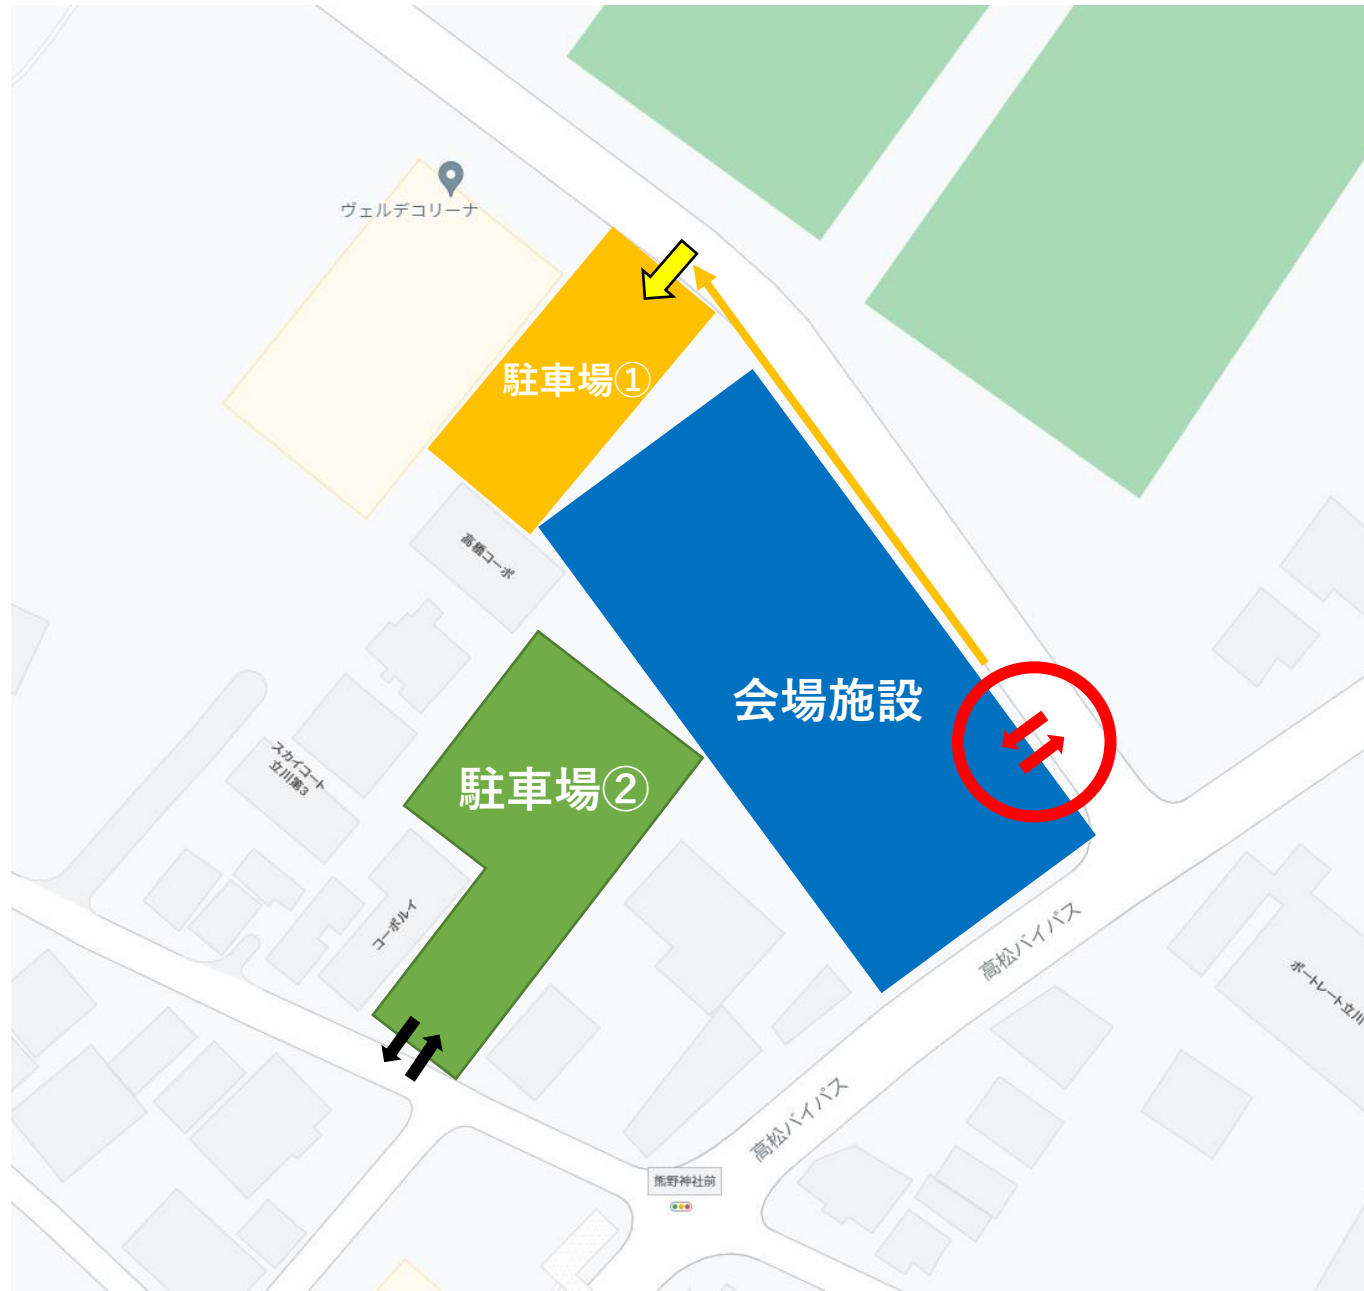 ヴェルデコリーナ
駐車場①
高橋コーポ
会場施設
スカイコート
立川第3
駐車場②
コーポルイ
高松バイパス
ポートレート立川
高松バイパス
熊野神社前